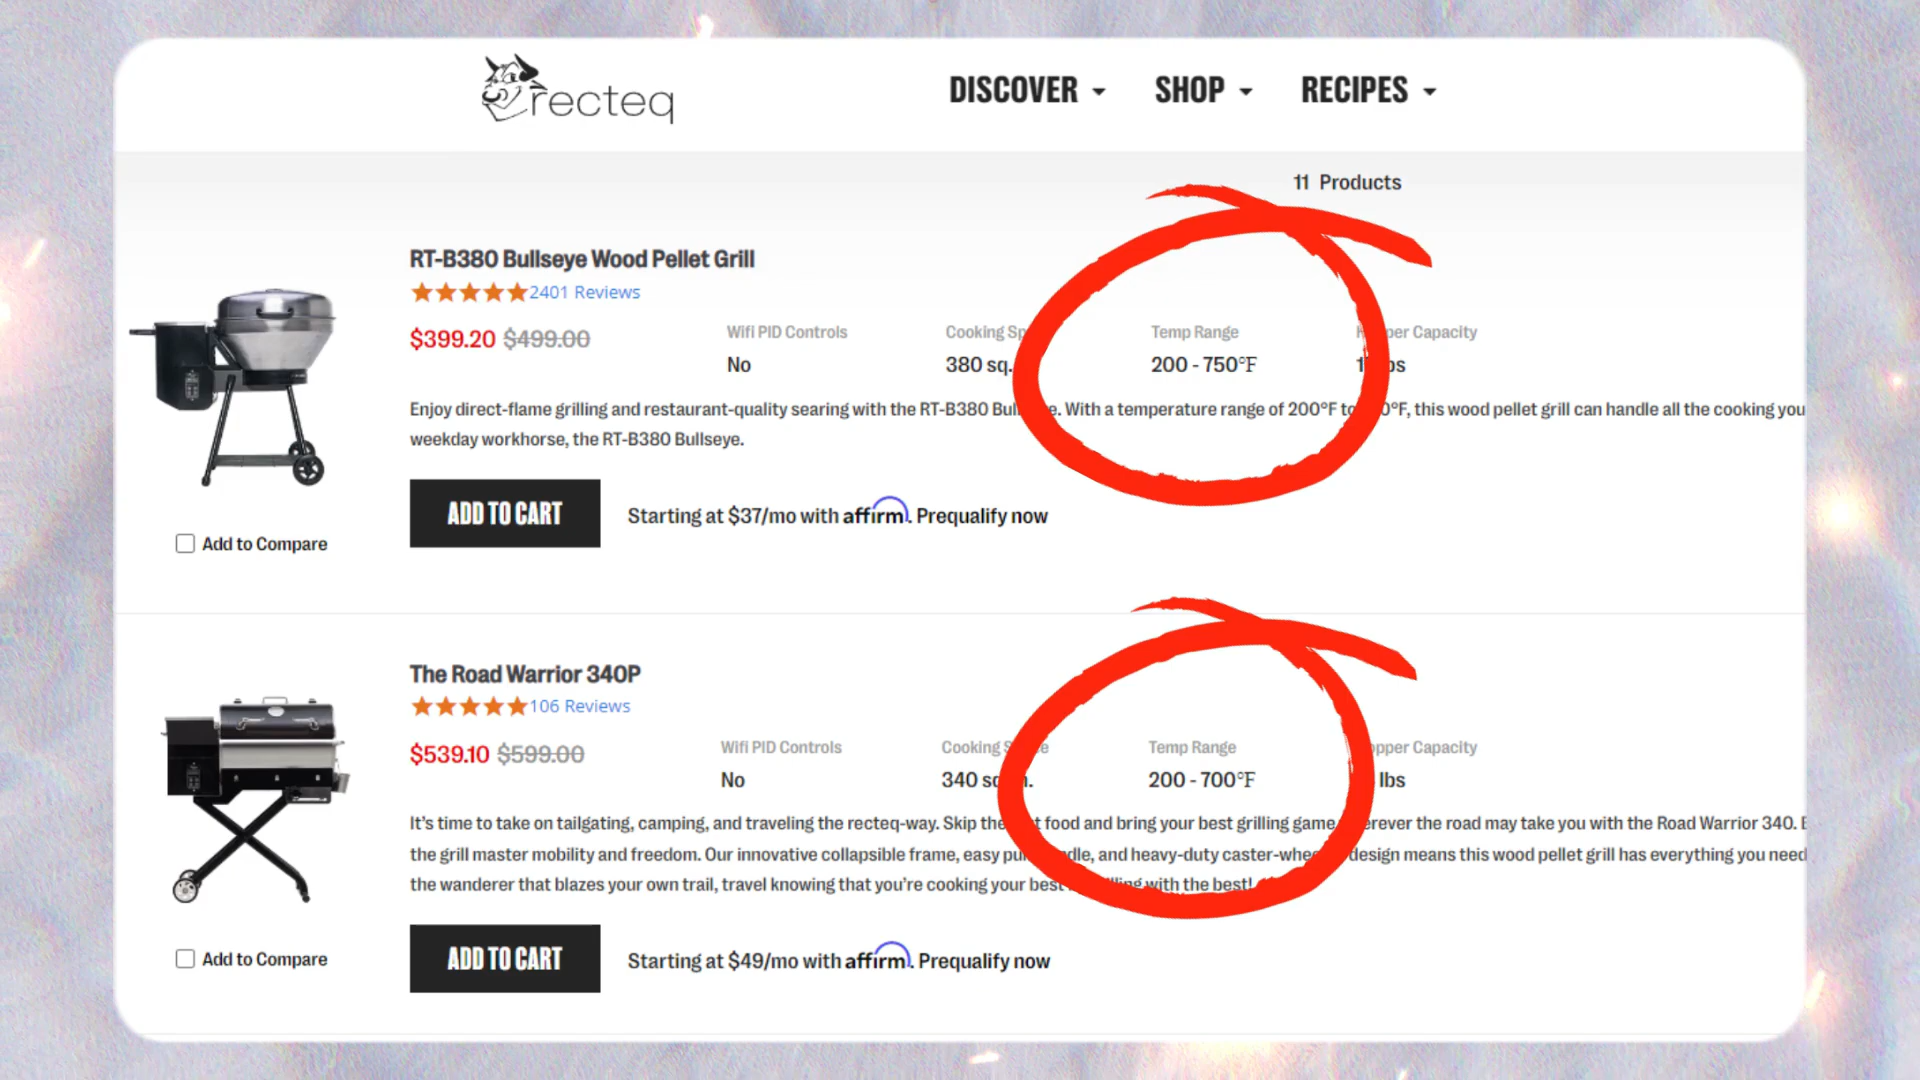 recteq
DISCOVER SHOP RECIPES
11 Products
RT-B380 Bullseye Wood Pellet Grill
2401 Reviews
$399.20 $499.00
Wifi PID Controls Cooking Temp Range Capacity
No 380 sq. 200 - 750°F
Enjoy direct-flame grilling and restaurant-quality searing with the RT-B380 With a temperature range of 200°F to this wood pellet grill can handle all the cooking you
weekday workhorse, the RT-B380 Bullseye.
ADD TO CART Starting at $37/mo with affirm. Prequalify now
Add to Compare
The Road Warrior 340P
106 Reviews
$539.10 $599.00
Wifi PID Controls Cooking Temp Range Capacity
No 340 200 - 700°F lbs
It's time to take on tailgating, camping, and traveling the recteq-way. Skip the food and bring your best grilling game the road may take you with the Road Warrior 340.
the grill master mobility and freedom. Our innovative collapsible frame, easy and heavy-duty design means this wood pellet grill has everything you need
the wanderer that blazes your own trail, travel knowing that you're cooking your best with the best!
ADD TO CART Starting at $49/mo with affirm. Prequalify now
Add to Compare